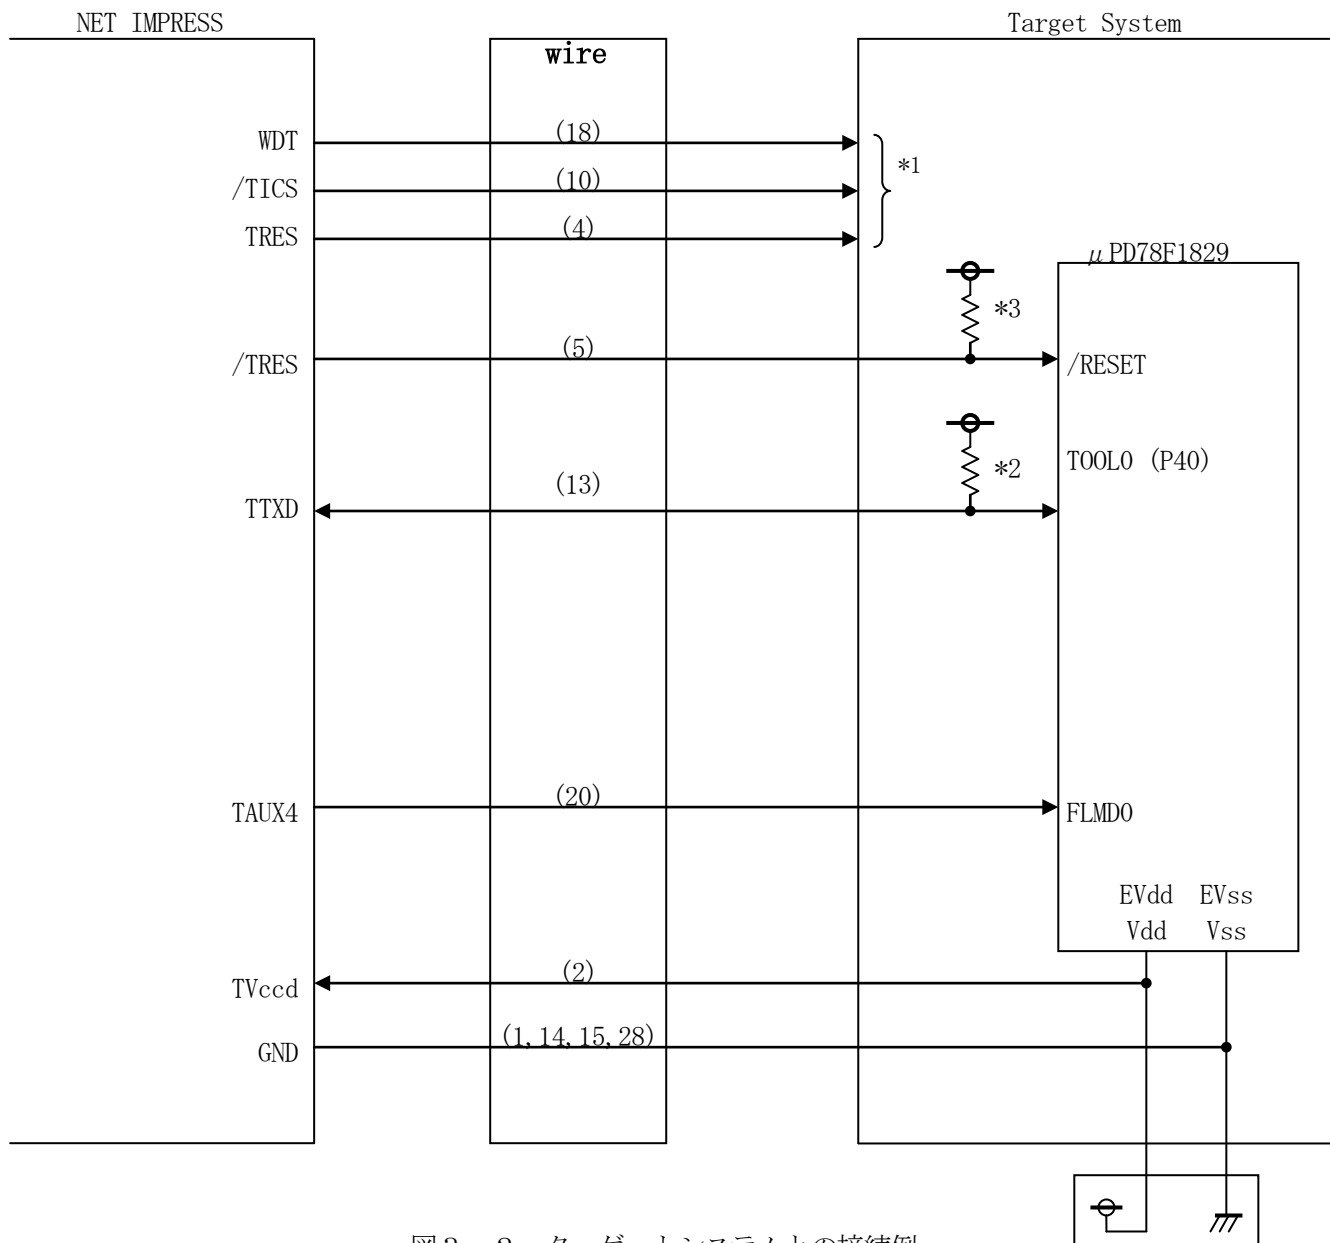 NET IMPRESS
Target System
wire
WDT
(18)
*1
/TICS
(10)
TRES
(4)
μPD78F1829
*3
/TRES
(5)
/RESET
TOOL0 (P40)
*2
(13)
TTXD
TAUX4
(20)
FLMD0
EVdd EVss
Vdd Vss
TVccd
(2)
(1,14,15,28)
GND